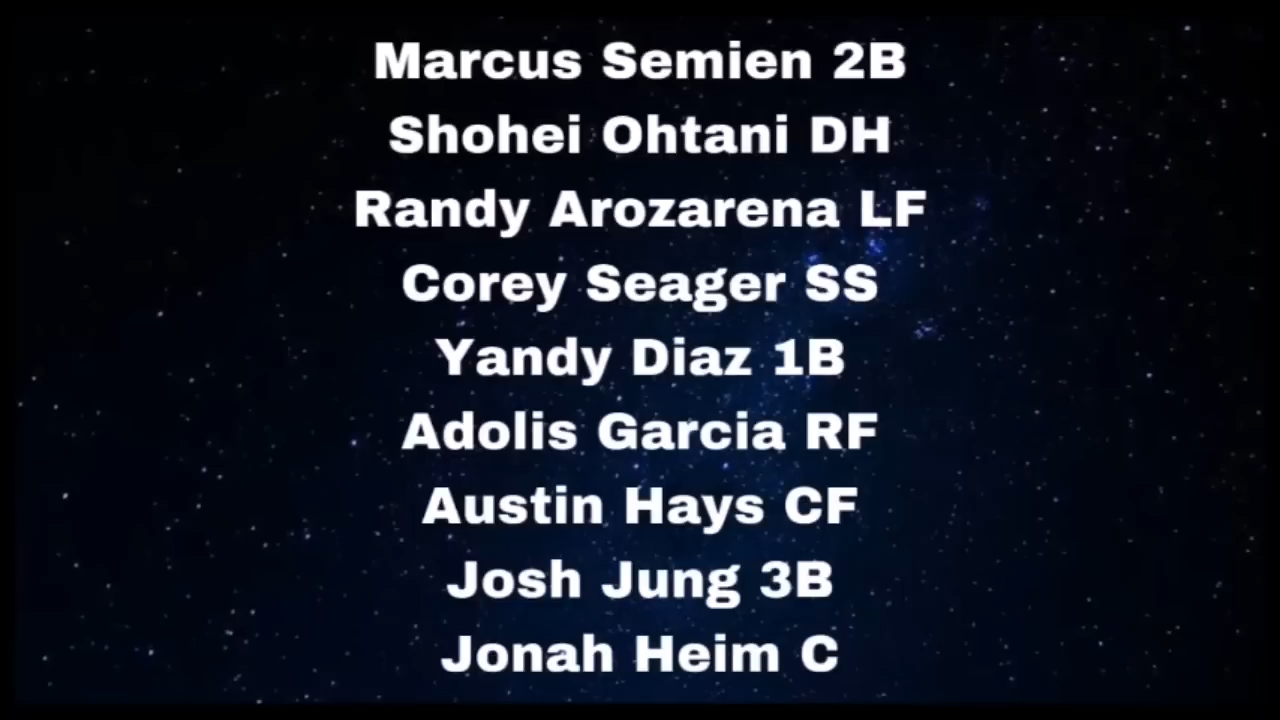 Marcus Semien 2B
Shohei Ohtani DH
Randy Arozarena LF
Corey Seager SS
Yandy Diaz 1B
Adolis Garcia RF
Austin Hays CF
Josh Jung 3B
Jonah Heim C